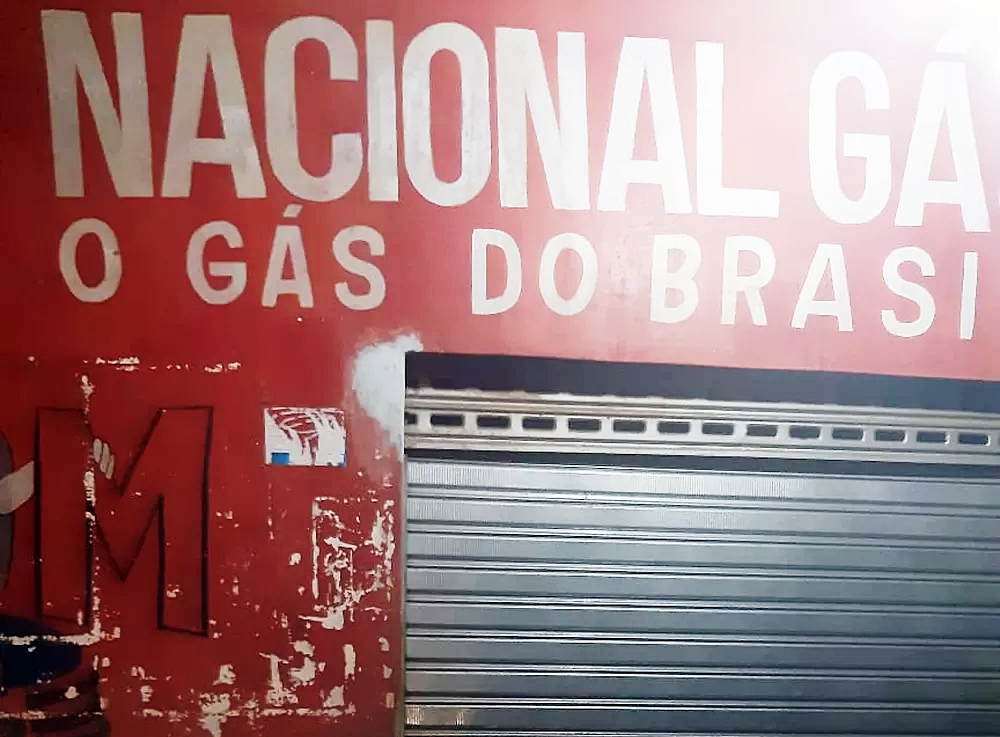 NACIONAL GÁ
O GÁS DO BRASI
M